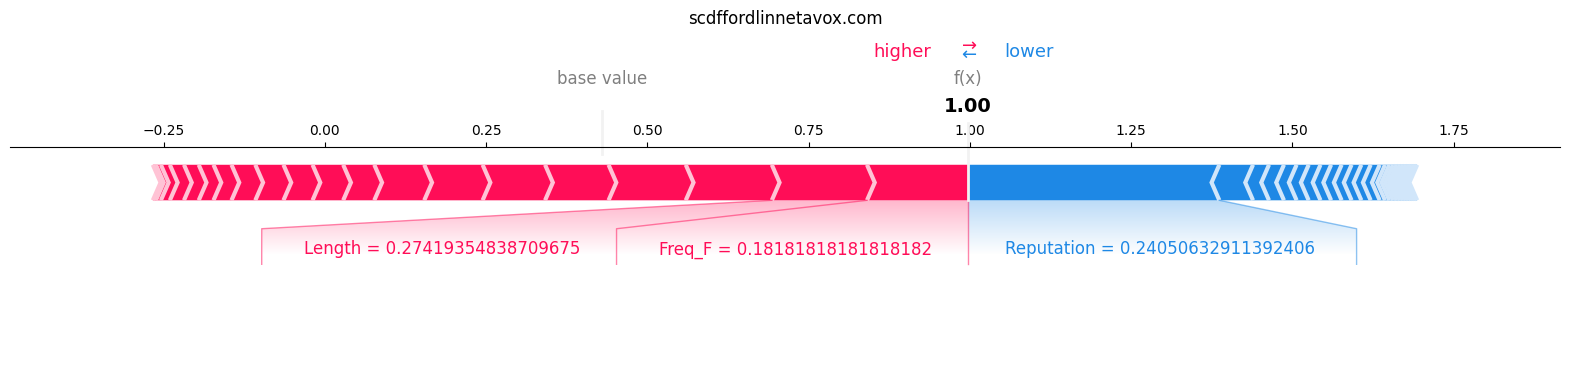 scdffordlinnetavox.com
higher → ← lower
base value f(x)
1.00
−0.25 0.00 0.25 0.50 0.75 1.00 1.25 1.50 1.75
Length = 0.27419354838709675 Freq_F = 0.18181818181818182 Reputation = 0.24050632911392406